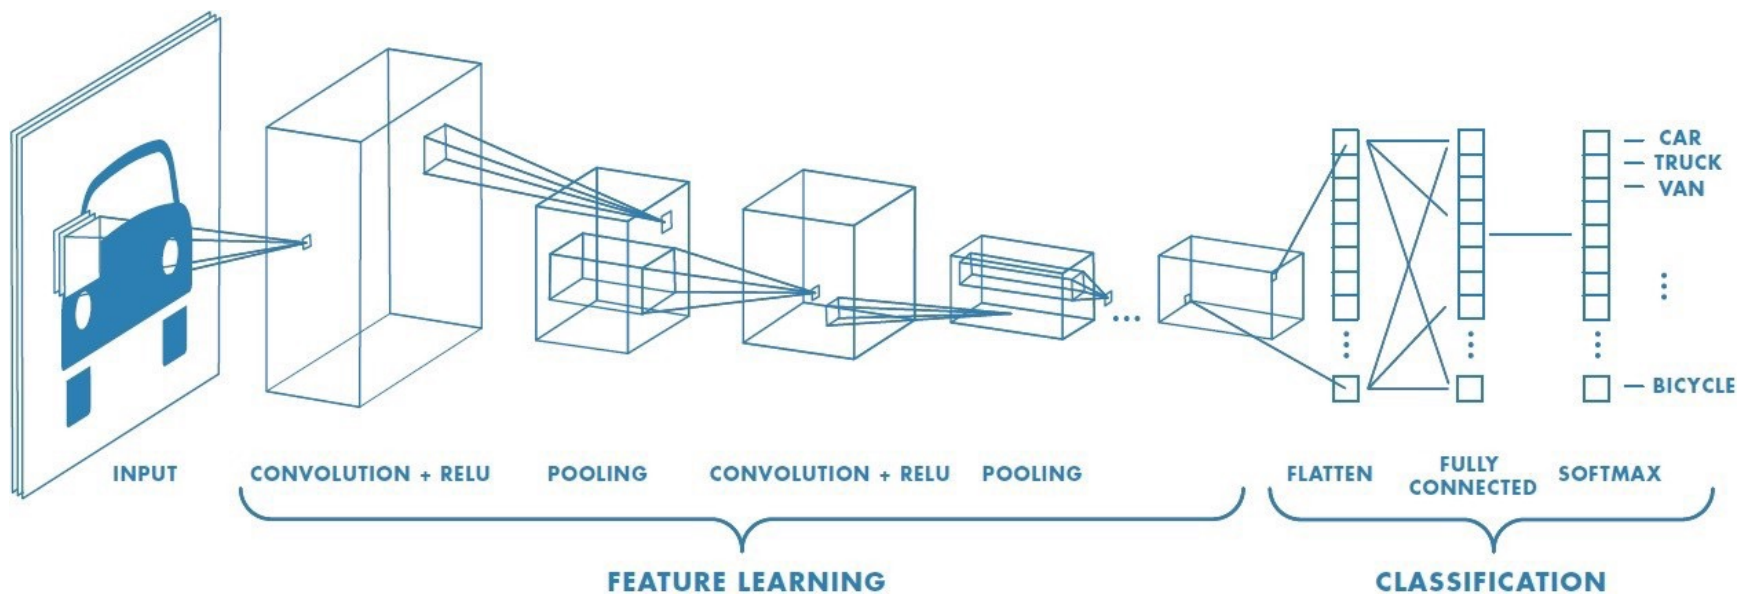 CAR
TRUCK
VAN
BICYCLE
INPUT
CONVOLUTION + RELU
POOLING
CONVOLUTION + RELU
POOLING
FLATTEN
FULLY
CONNECTED
SOFTMAX
FEATURE LEARNING
CLASSIFICATION